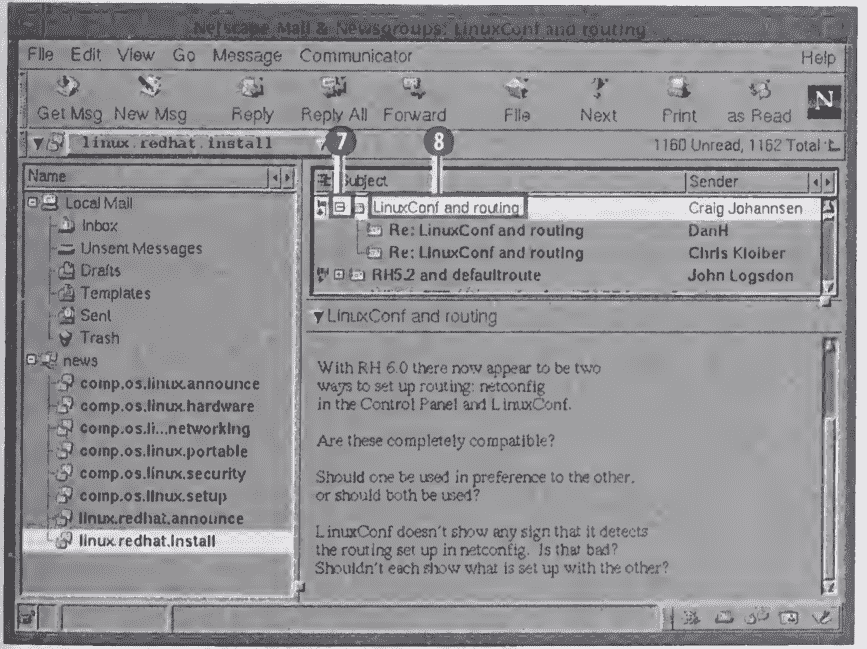 Netscape Mail & Newsgroups: LinuxConf and routing
File Edit View Go Message Communicator Help
Get Msg New Msg Reply Reply All Forward File Next Print as Read N
linux.redhat.install 7 8 1160 Unread, 1162 Total
Name Subject Sender
Local Mail
Inbox
Unsent Messages
Drafts
Templates
Sent
Trash
news
comp.os.linux.announce
comp.os.linux.hardware
comp.os.li...networking
comp.os.linux.portable
comp.os.linux.security
comp.os.linux.setup
linux.redhat.announce
linux.redhat.install
LinuxConf and routing Craig Johannsen
Re: LinuxConf and routing DanH
Re: LinuxConf and routing Chris Kloiber
RH5.2 and defaultroute John Logsdon
LinuxConf and routing
With RH 6.0 there now appear to be two
ways to set up routing: netconfig
in the Control Panel and LinuxConf.
Are these completely compatible?
Should one be used in preference to the other,
or should both be used?
LinuxConf doesn't show any sign that it detects
the routing set up in netconfig. Is that bad?
Shouldn't each show what is set up with the other?